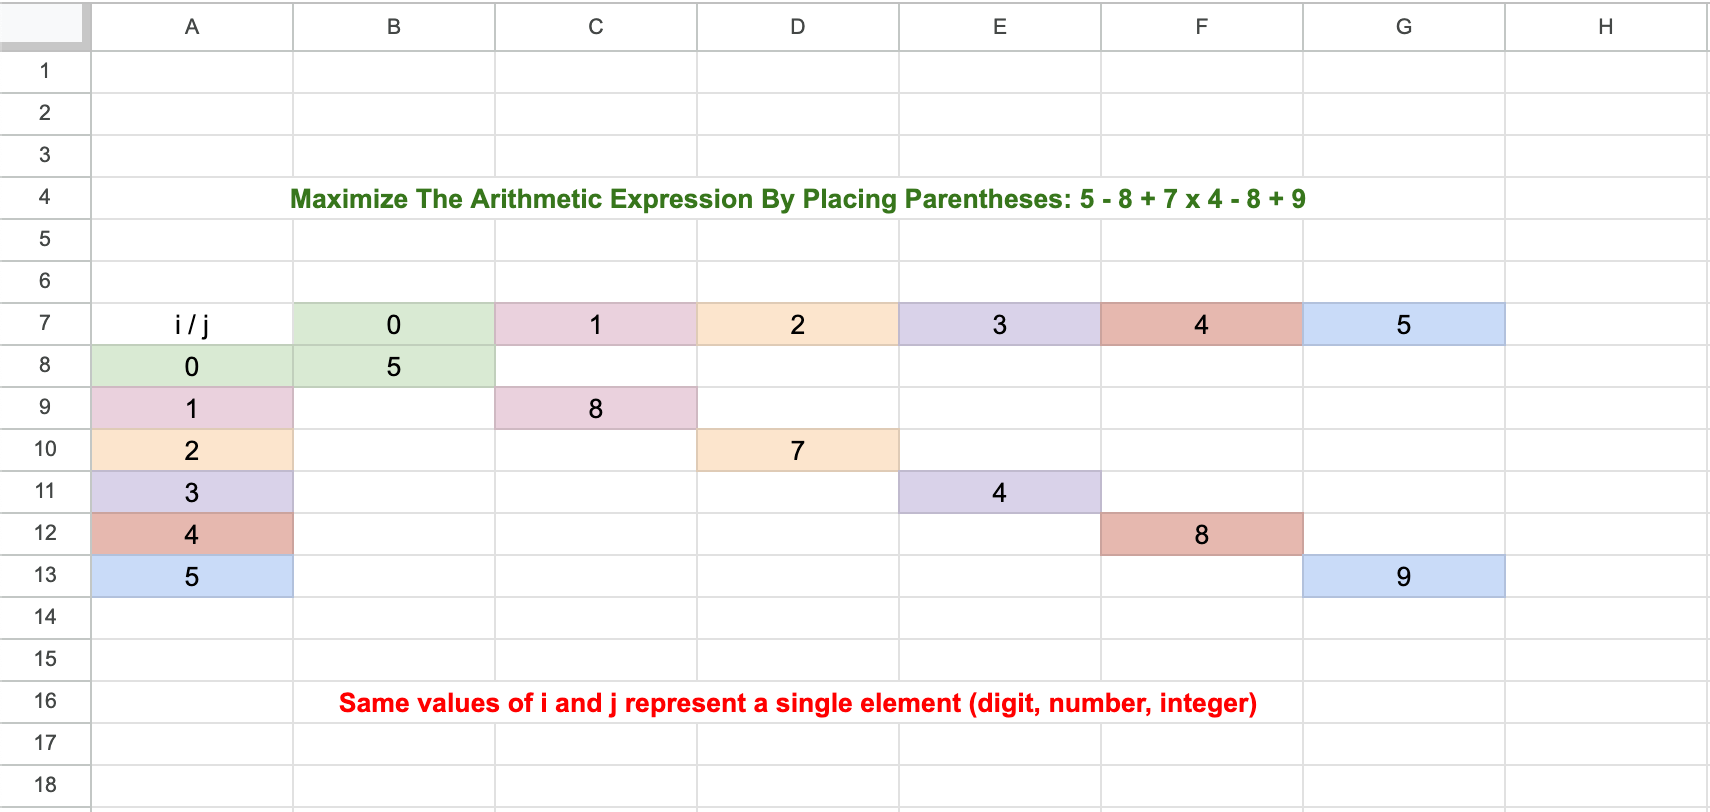 A B C D E F G H
1
2
3
4 Maximize The Arithmetic Expression By Placing Parentheses: 5 - 8 + 7 x 4 - 8 + 9
5
6
7 i / j 0 1 2 3 4 5
8 0 5
9 1 8
10 2 7
11 3 4
12 4 8
13 5 9
14
15
16 Same values of i and j represent a single element (digit, number, integer)
17
18